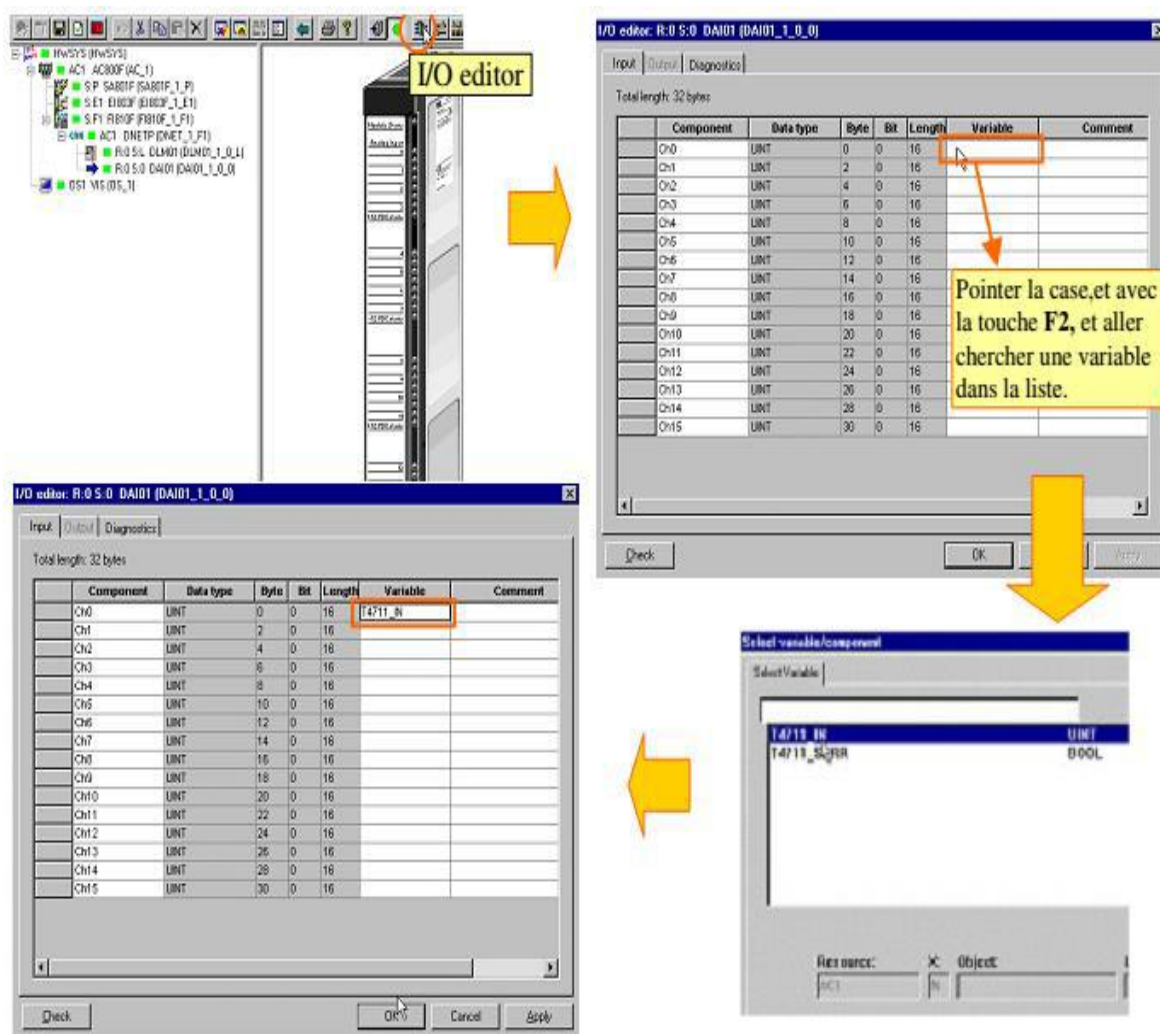 HWSYS (HWSYS)
AC1 AC800F (AC_1)
S:P SA801F (SA801F_1_P)
S:E1 EI803F (EI803F_1_E1)
S:F1 FI810F (FI810F_1_F1)
AC1 DNETP (DNET_1_F1)
R:0 S:L DLM01 (DLM01_1_0_L)
R:0 S:0 DAI01 (DAI01_1_0_0)
OS1 VIS (OS_1)
I/O editor
I/O editor: R:0 S:0 DAI01 (DAI01_1_0_0)
Input Output Diagnostics
Total length: 32 bytes
Component Data type Byte Bit Length Variable Comment
Ch0 UINT 0 0 16
Ch1 UINT 2 0 16
Ch2 UINT 4 0 16
Ch3 UINT 6 0 16
Ch4 UINT 8 0 16
Ch5 UINT 10 0 16
Ch6 UINT 12 0 16
Ch7 UINT 14 0 16
Ch8 UINT 16 0 16
Ch9 UINT 18 0 16
Ch10 UINT 20 0 16
Ch11 UINT 22 0 16
Ch12 UINT 24 0 16
Ch13 UINT 26 0 16
Ch14 UINT 28 0 16
Ch15 UINT 30 0 16
Pointer la case,et avec
la touche F2, et aller
chercher une variable
dans la liste.
Check OK Apply
Select variable/component
Select Variable
T4711_IN UINT
BOOL
Resource: X: Object:
AC1 N
I/O editor: R:0 S:0 DAI01 (DAI01_1_0_0)
Input Output Diagnostics
Total length: 32 bytes
Component Data type Byte Bit Length Variable Comment
Ch0 UINT 0 0 16 T4711_IN
Ch1 UINT 2 0 16
Ch2 UINT 4 0 16
Ch3 UINT 6 0 16
Ch4 UINT 8 0 16
Ch5 UINT 10 0 16
Ch6 UINT 12 0 16
Ch7 UINT 14 0 16
Ch8 UINT 16 0 16
Ch9 UINT 18 0 16
Ch10 UINT 20 0 16
Ch11 UINT 22 0 16
Ch12 UINT 24 0 16
Ch13 UINT 26 0 16
Ch14 UINT 28 0 16
Ch15 UINT 30 0 16
Check OK Cancel Apply